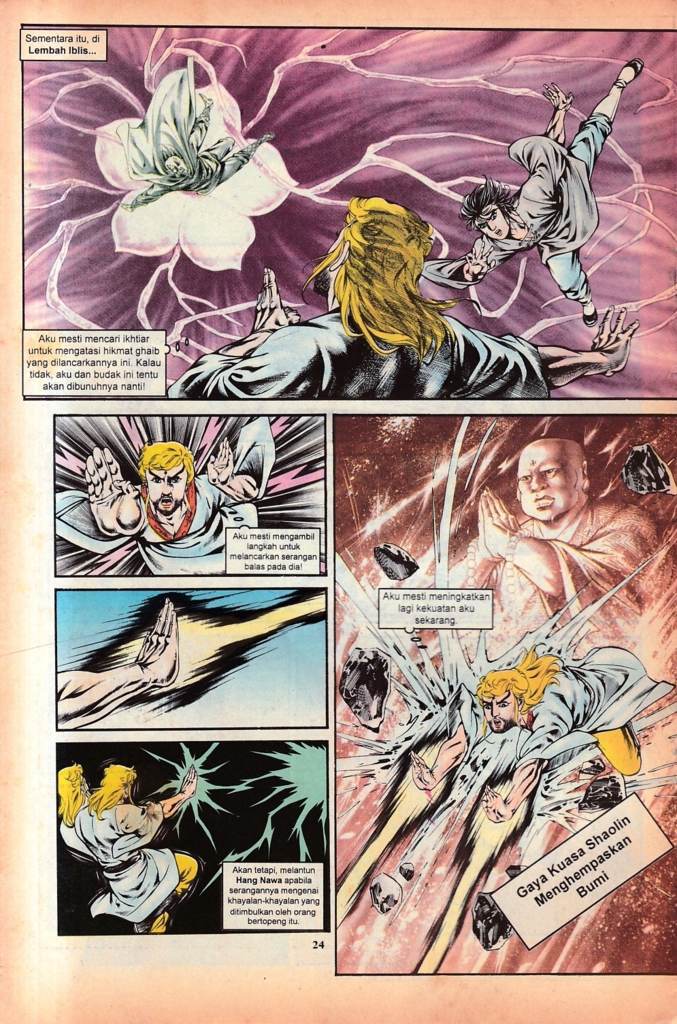 Sementara itu, di
Lembah Iblis...
Aku mesti mencari ikhtiar
untuk mengatasi hikmat ghaib
yang dilancarkannya ini. Kalau
tidak, aku dan budak ini tentu
akan dibunuhnya nanti!
Aku mesti mengambil
langkah untuk
melancarkan serangan
balas pada dia!
Akan tetapi, melantun
Hang Nawa apabila
serangannya mengenai
khayalan-khayalan yang
ditimbulkan oleh orang
bertopeng itu.
Aku mesti meningkatkan
lagi kekuatan aku
sekarang.
Gaya Kuasa Shaolin
Menghempaskan
Bumi
24